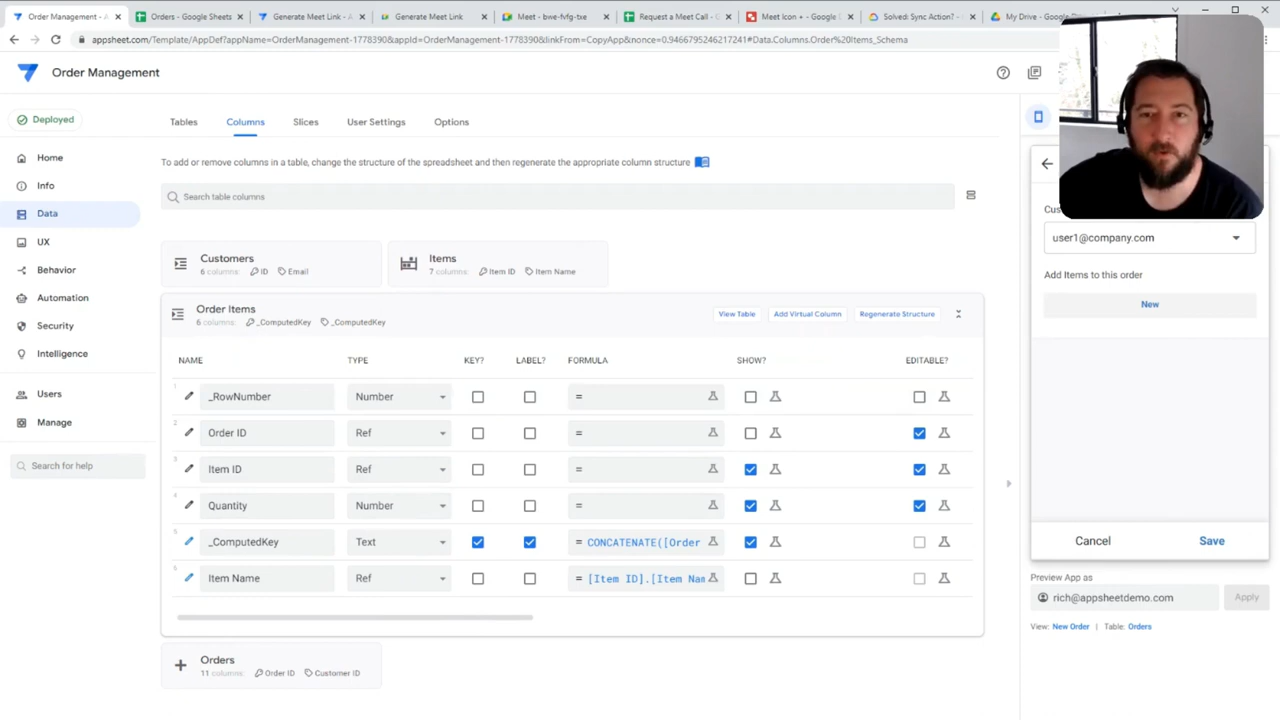 Order Management - A
Orders - Google Sheets
Generate Meet Link - A
Generate Meet Link
Meet - bwe-fvfg-tse
Request a Meet Call - G
Meet Icon • - Google D
Solved: Sync Action? - C
My Drive - Google D
appsheet.com/Template/AppDef?appName=OrderManagement-1778390&appId=OrderManagement-1778390&linkFrom=CopyApp&nonce=0.9466795246217241#Data.Columns.Order%20Items_Schema
Order Management
Deployed
Home
Info
Data
UX
Behavior
Automation
Security
Intelligence
Users
Manage
Search for help
Tables
Columns
Slices
User Settings
Options
To add or remove columns in a table, change the structure of the spreadsheet and then regenerate the appropriate column structure
Search table columns
Customers
6 columns: ID Email
Items
7 columns: Item ID Item Name
Order Items
6 columns: _ComputedKey _ComputedKey
View Table
Add Virtual Column
Regenerate Structure
NAME TYPE KEY? LABEL? FORMULA SHOW? EDITABLE?
1 _RowNumber Number =
2 Order ID Ref =
3 Item ID Ref =
4 Quantity Number =
5 _ComputedKey Text = CONCATENATE([Order
6 Item Name Ref = [Item ID].[Item Nam
Orders
11 columns: Order ID Customer ID
Cus
user1@company.com
Add Items to this order
New
Cancel Save
Preview App as
rich@appsheetdemo.com Apply
View: New Order | Table: Orders